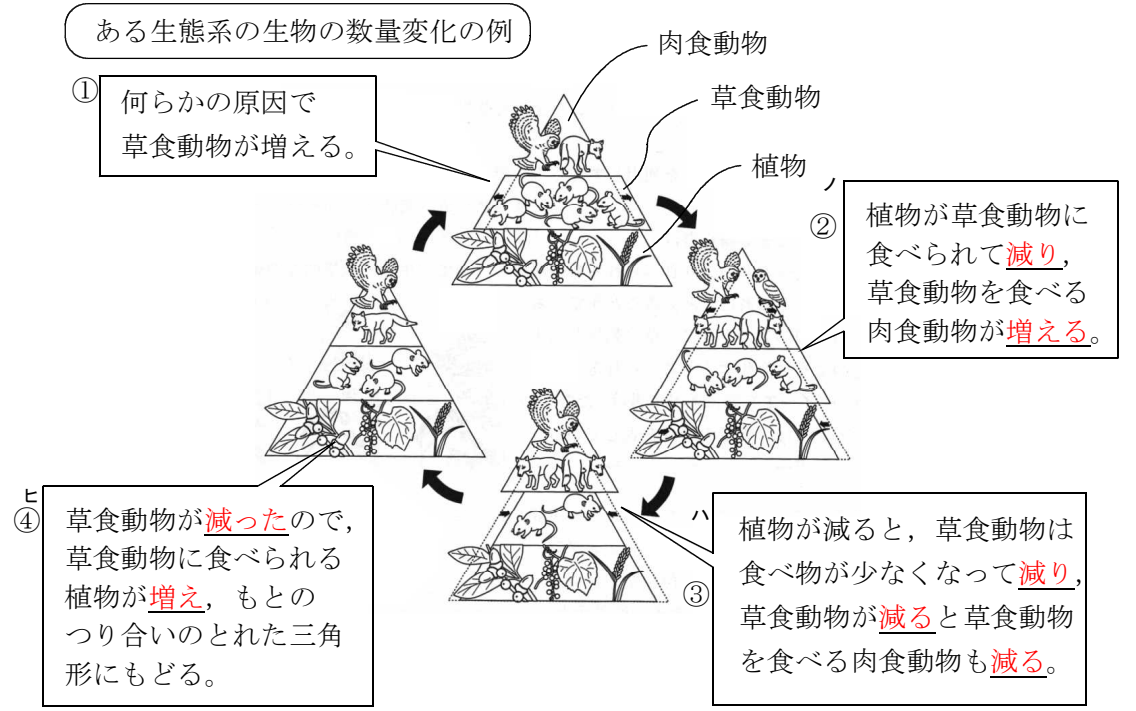 ある生態系の生物の数量変化の例
肉食動物
草食動物
植物
①
何らかの原因で
草食動物が増える。
ノ
②
植物が草食動物に
食べられて減り，
草食動物を食べる
肉食動物が増える。
ハ
③
植物が減ると，草食動物は
食べ物が少なくなって減り，
草食動物が減ると草食動物
を食べる肉食動物も減る。
ヒ
④
草食動物が減ったので，
草食動物に食べられる
植物が増え，もとの
つり合いのとれた三角
形にもどる。